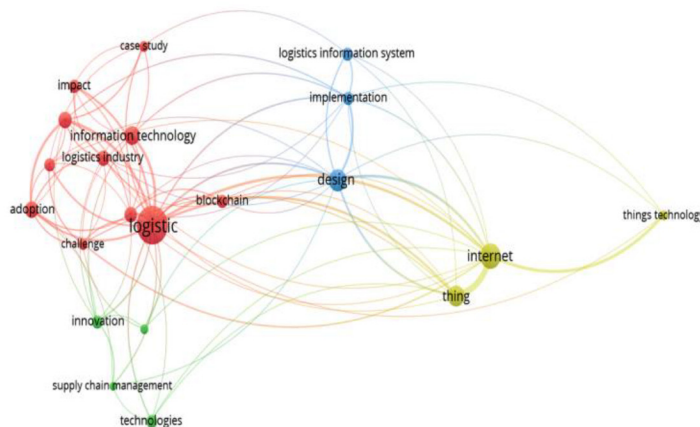 case study
logistics information system
impact
implementation
information technology
logistics industry
design
blockchain
adoption
things technolog
logistic
challenge
internet
thing
innovation
supply chain management
technologies